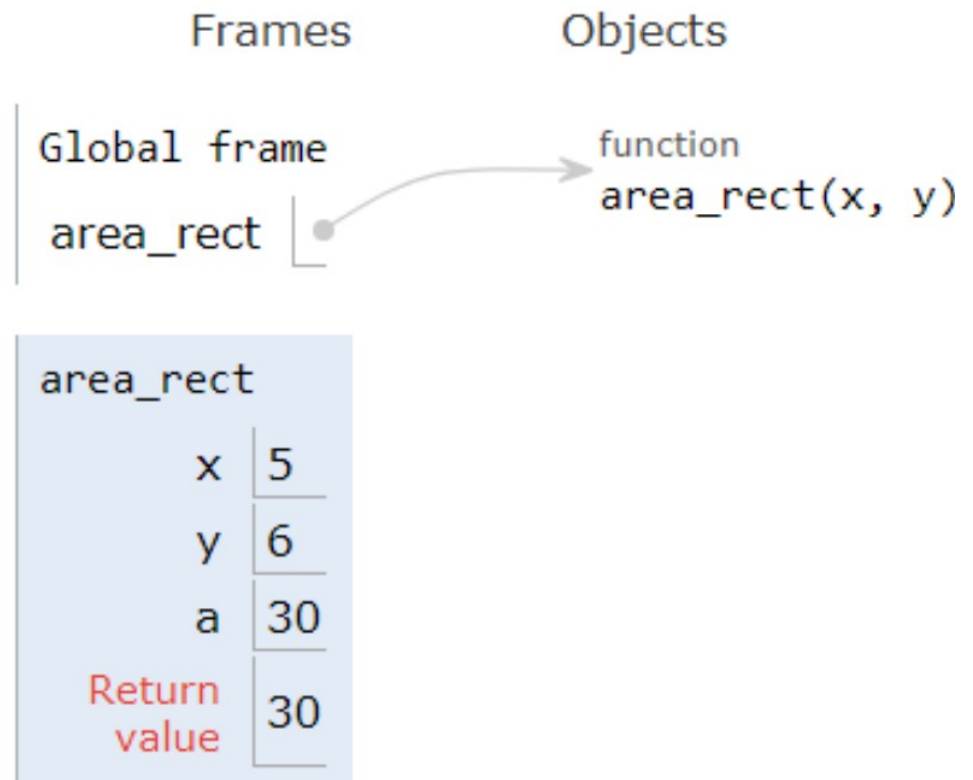 Frames Objects
Global frame
function
area_rect(x, y)
area_rect
area_rect
x 5
y 6
a 30
Return
value 30